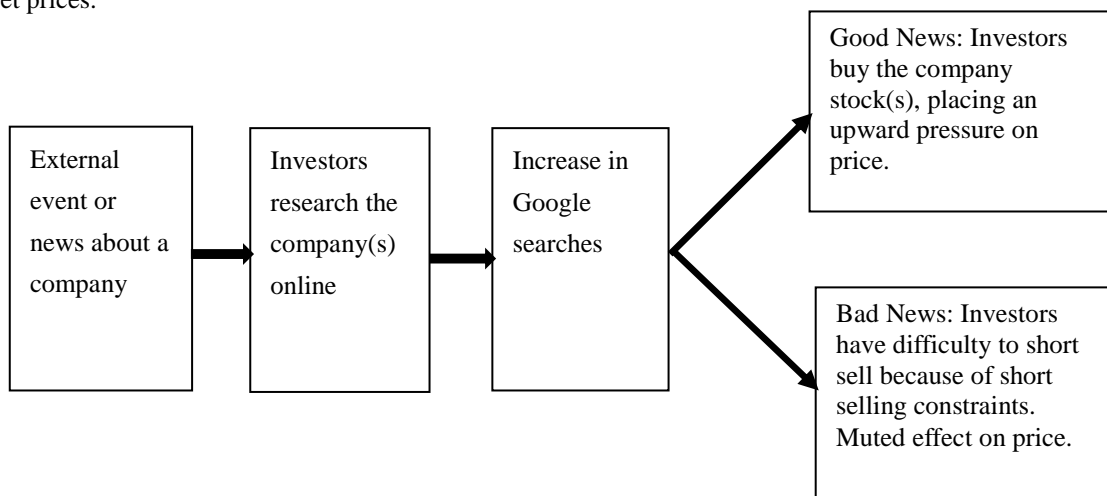 et prices.
External
event or
news about a
company
Investors
research the
company(s)
online
Increase in
Google
searches
Good News: Investors
buy the company
stock(s), placing an
upward pressure on
price.
Bad News: Investors
have difficulty to short
sell because of short
selling constraints.
Muted effect on price.